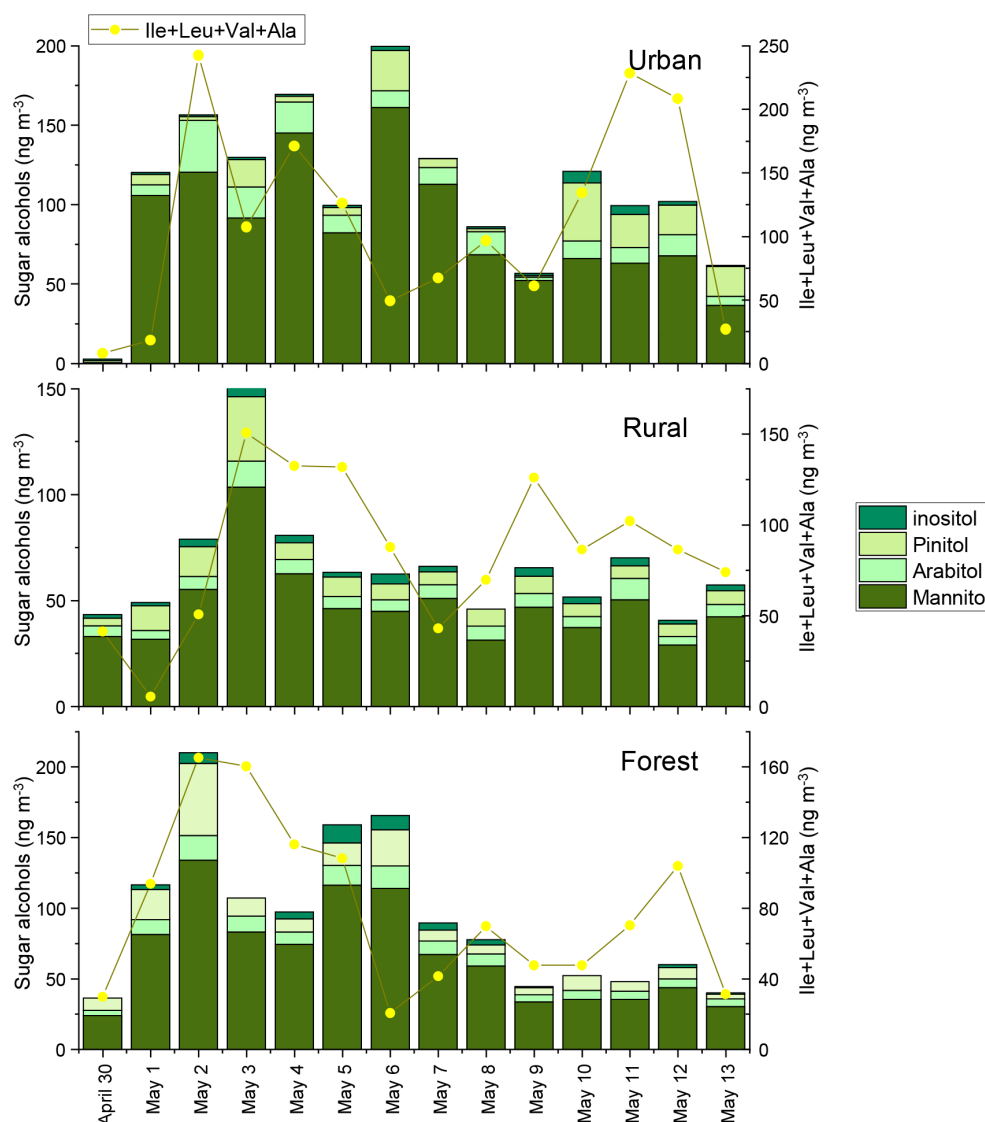 Ile+Leu+Val+Ala
Urban
200
150
100
50
0
Sugar alcohols (ng m-3)
250
200
150
100
50
0
Ile+Leu+Val+Ala (ng m-3)
Rural
150
100
50
0
Sugar alcohols (ng m-3)
150
100
50
0
Ile+Leu+Val+Ala (ng m-3)
inositol
Pinitol
Arabitol
Mannito
Forest
200
150
100
50
0
Sugar alcohols (ng m-3)
160
120
80
40
0
Ile+Leu+Val+Ala (ng m-3)
April 30
May 1
May 2
May 3
May 4
May 5
May 6
May 7
May 8
May 9
May 10
May 11
May 12
May 13